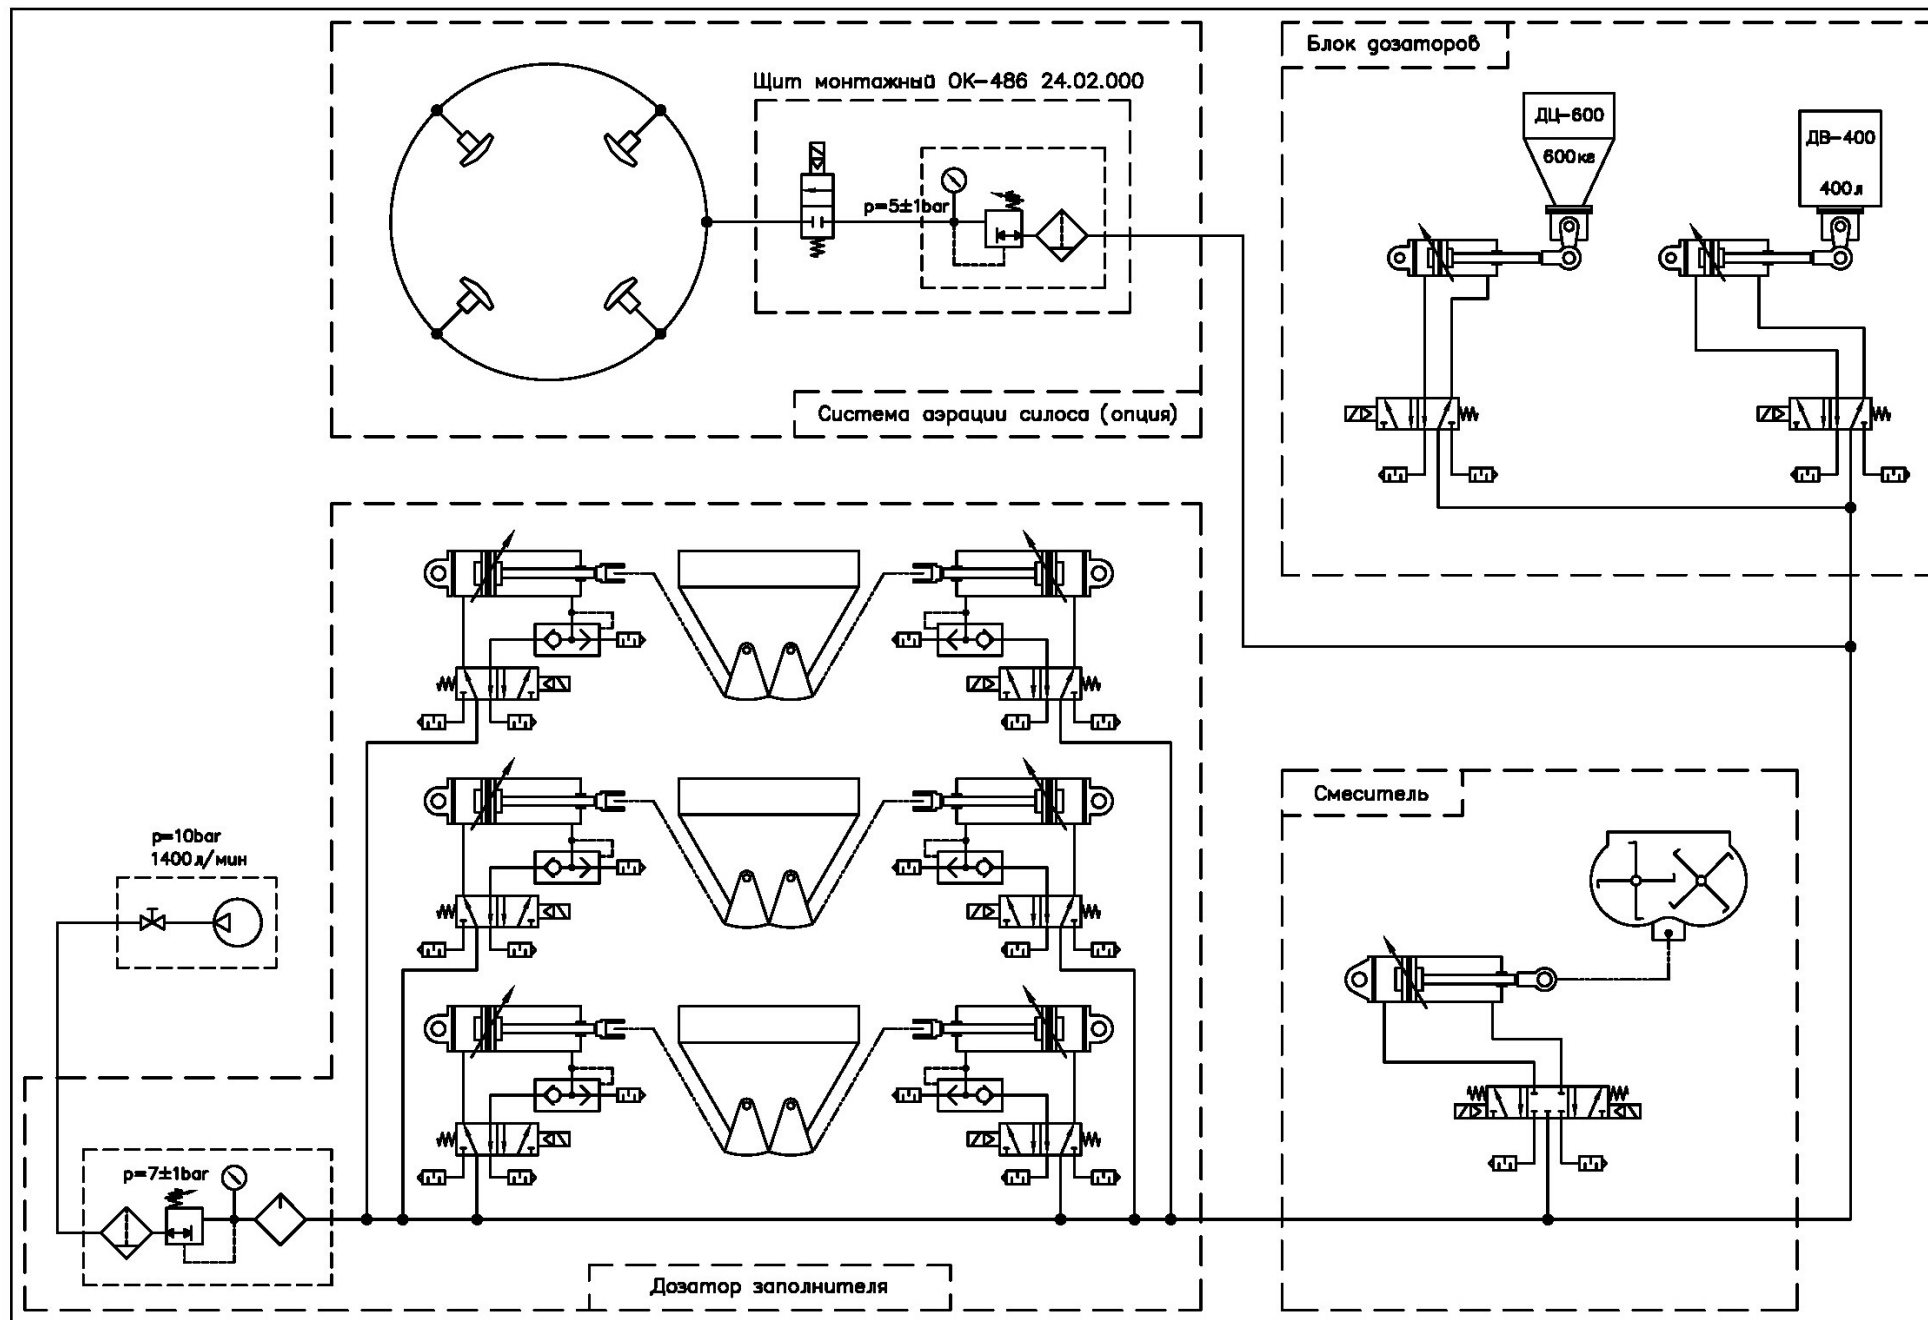 Щит монтажный ОК-486 24.02.000
p=5±1bar
Система аэрации силоса (опция)
Блок дозаторов
ДЦ-600
600кг
ДВ-400
400л
p=10bar
1400л/мин
p=7±1bar
Дозатор заполнителя
Смеситель